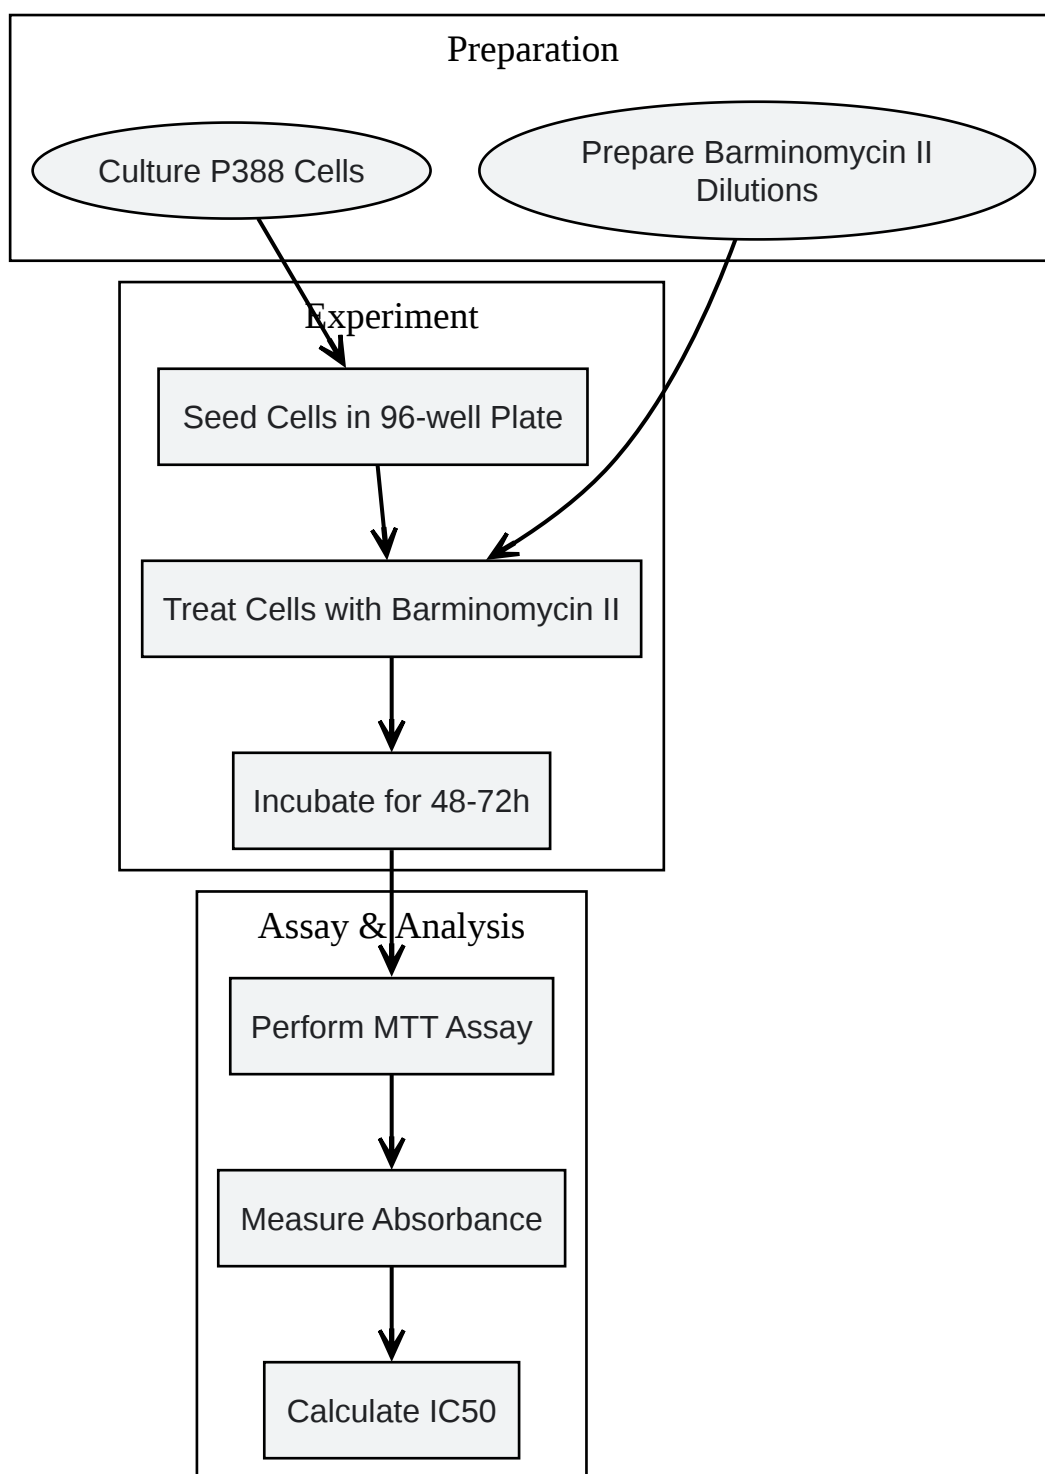 Preparation
Culture P388 Cells
Prepare Barminomycin II
Dilutions
Experiment
Seed Cells in 96-well Plate
Treat Cells with Barminomycin II
Incubate for 48-72h
Assay & Analysis
Perform MTT Assay
Measure Absorbance
Calculate IC50